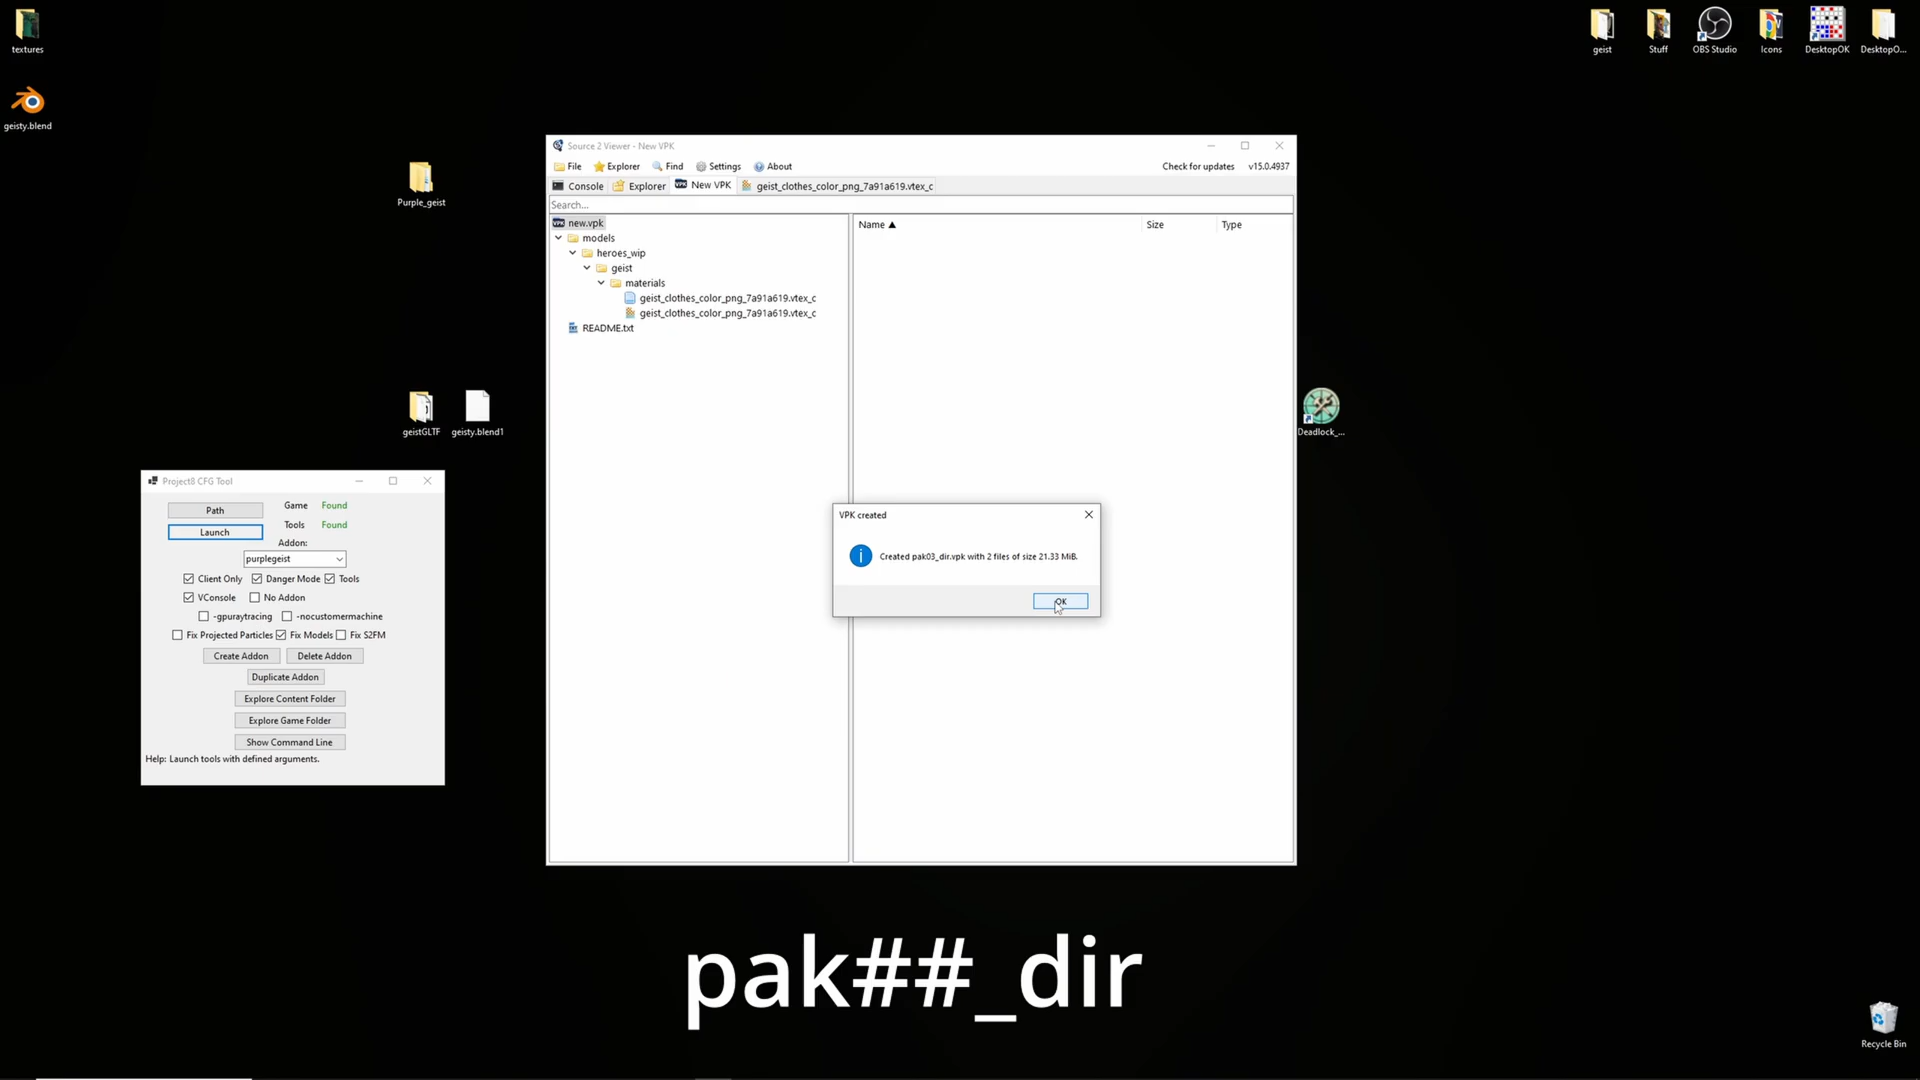 textures
geisty.blend
Purple_geist
geistGLTF
geisty.blend1
geist
Stuff
OBS Studio
Icons
DesktopOK
DesktopO...
Source 2 Viewer - New VPK
File
Explorer
Find
Settings
About
Check for updates
v15.0.4937
Console
Explorer
New VPK
geist_clothes_color_png_7a91a619.vtex_c
Search...
new.vpk
models
heroes_wip
geist
materials
geist_clothes_color_png_7a91a619.vtex_c
geist_clothes_color_png_7a91a619.vtex_c
README.txt
Name
Size
Type
Deadlock_...
Project8 CFG Tool
Path
Game
Found
Launch
Tools
Found
Addon:
purplegeist
Client Only
Danger Mode
Tools
VConsole
No Addon
-gpuraytracing
-nocustomermachine
Fix Projected Particles
Fix Models
Fix S2FM
Create Addon
Delete Addon
Duplicate Addon
Explore Content Folder
Explore Game Folder
Show Command Line
Help: Launch tools with defined arguments.
VPK created
Created pak03_dir.vpk with 2 files of size 21.33 MiB.
OK
pak##_dir
Recycle Bin